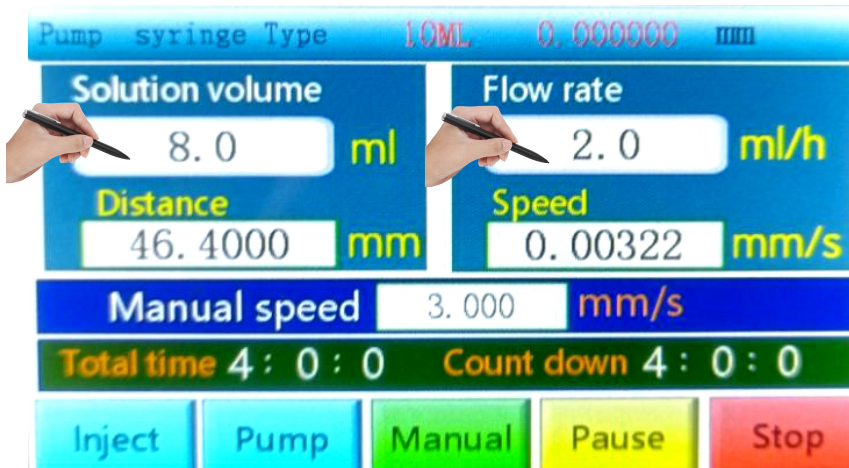 Pump syringe Type 10ML 0.000000 mm
Solution volume
8.0 ml
Distance
46.4000 mm
Flow rate
2.0 ml/h
Speed
0.00322 mm/s
Manual speed 3.000 mm/s
Total time 4: 0: 0 Count down 4: 0: 0
Inject Pump Manual Pause Stop